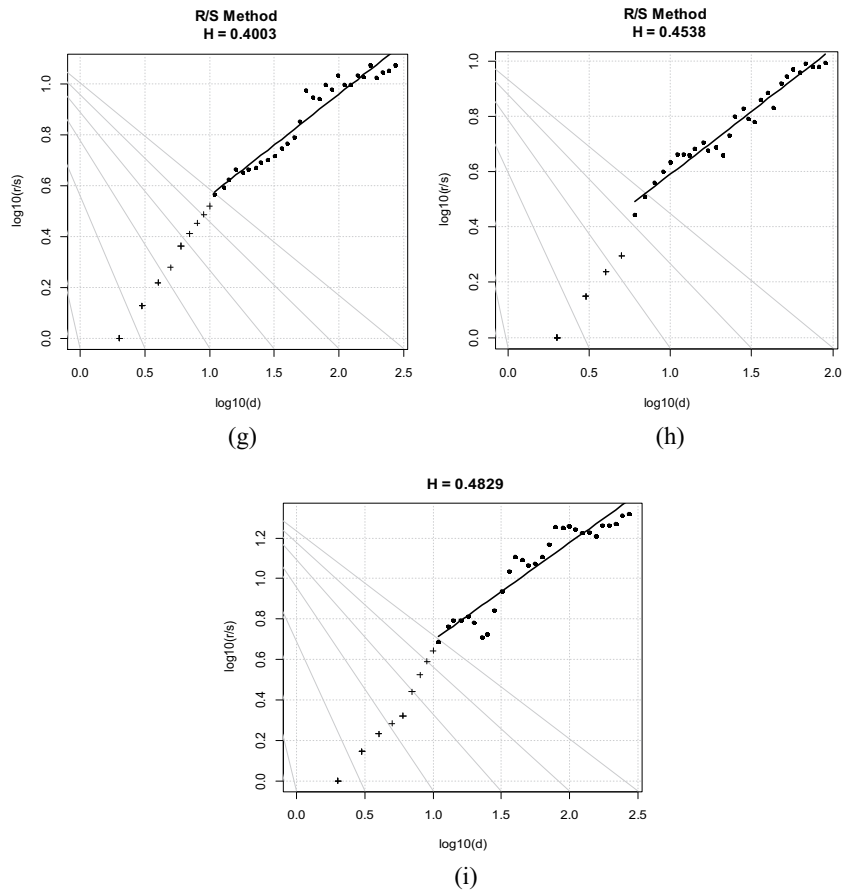 R/S Method
H = 0.4003
log10(r/s)
0.0 0.2 0.4 0.6 0.8 1.0
0.0 0.5 1.0 1.5 2.0 2.5
log10(d)
(g)
R/S Method
H = 0.4538
log10(r/s)
0.0 0.2 0.4 0.6 0.8 1.0
0.0 0.5 1.0 1.5 2.0
log10(d)
(h)
H = 0.4829
log10(r/s)
0.0 0.2 0.4 0.6 0.8 1.0 1.2
0.0 0.5 1.0 1.5 2.0 2.5
log10(d)
(i)